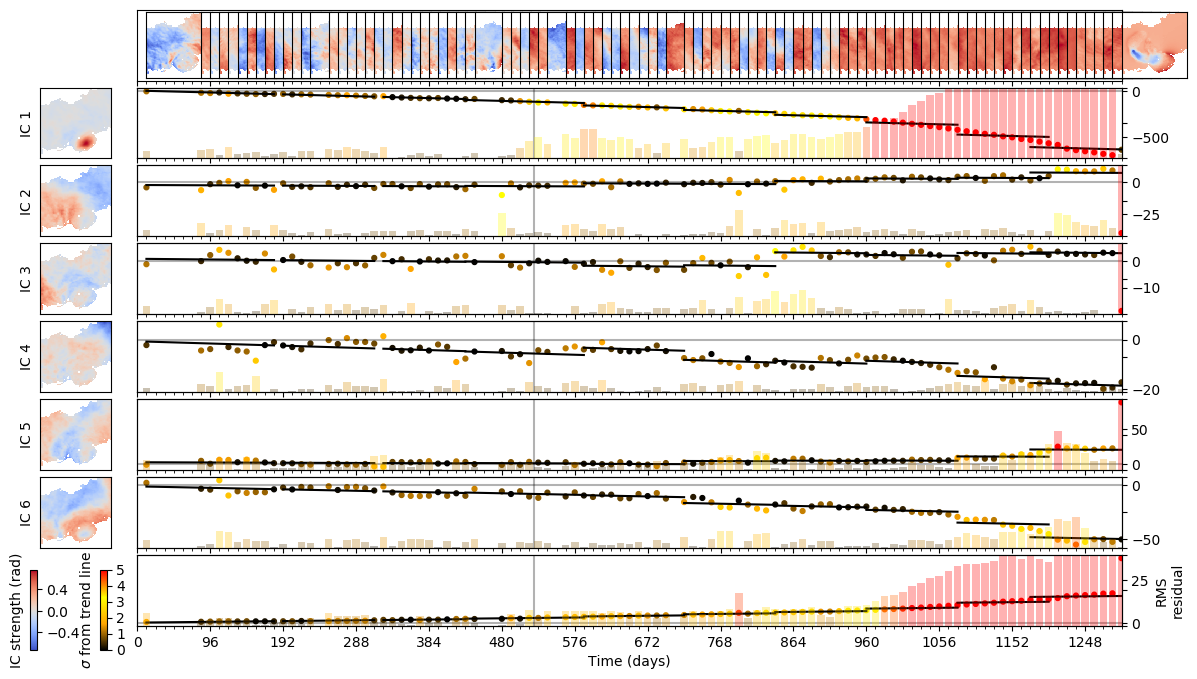 IC 1
0
−500
IC 2
0
−25
IC 3
0
−10
IC 4
0
−20
IC 5
50
0
IC 6
0
−50
IC strength (rad)
0.4
0.0
−0.4
σ from trend line
5
4
3
2
1
0
25
0
RMS
residual
0 96 192 288 384 480 576 672 768 864 960 1056 1152 1248
Time (days)